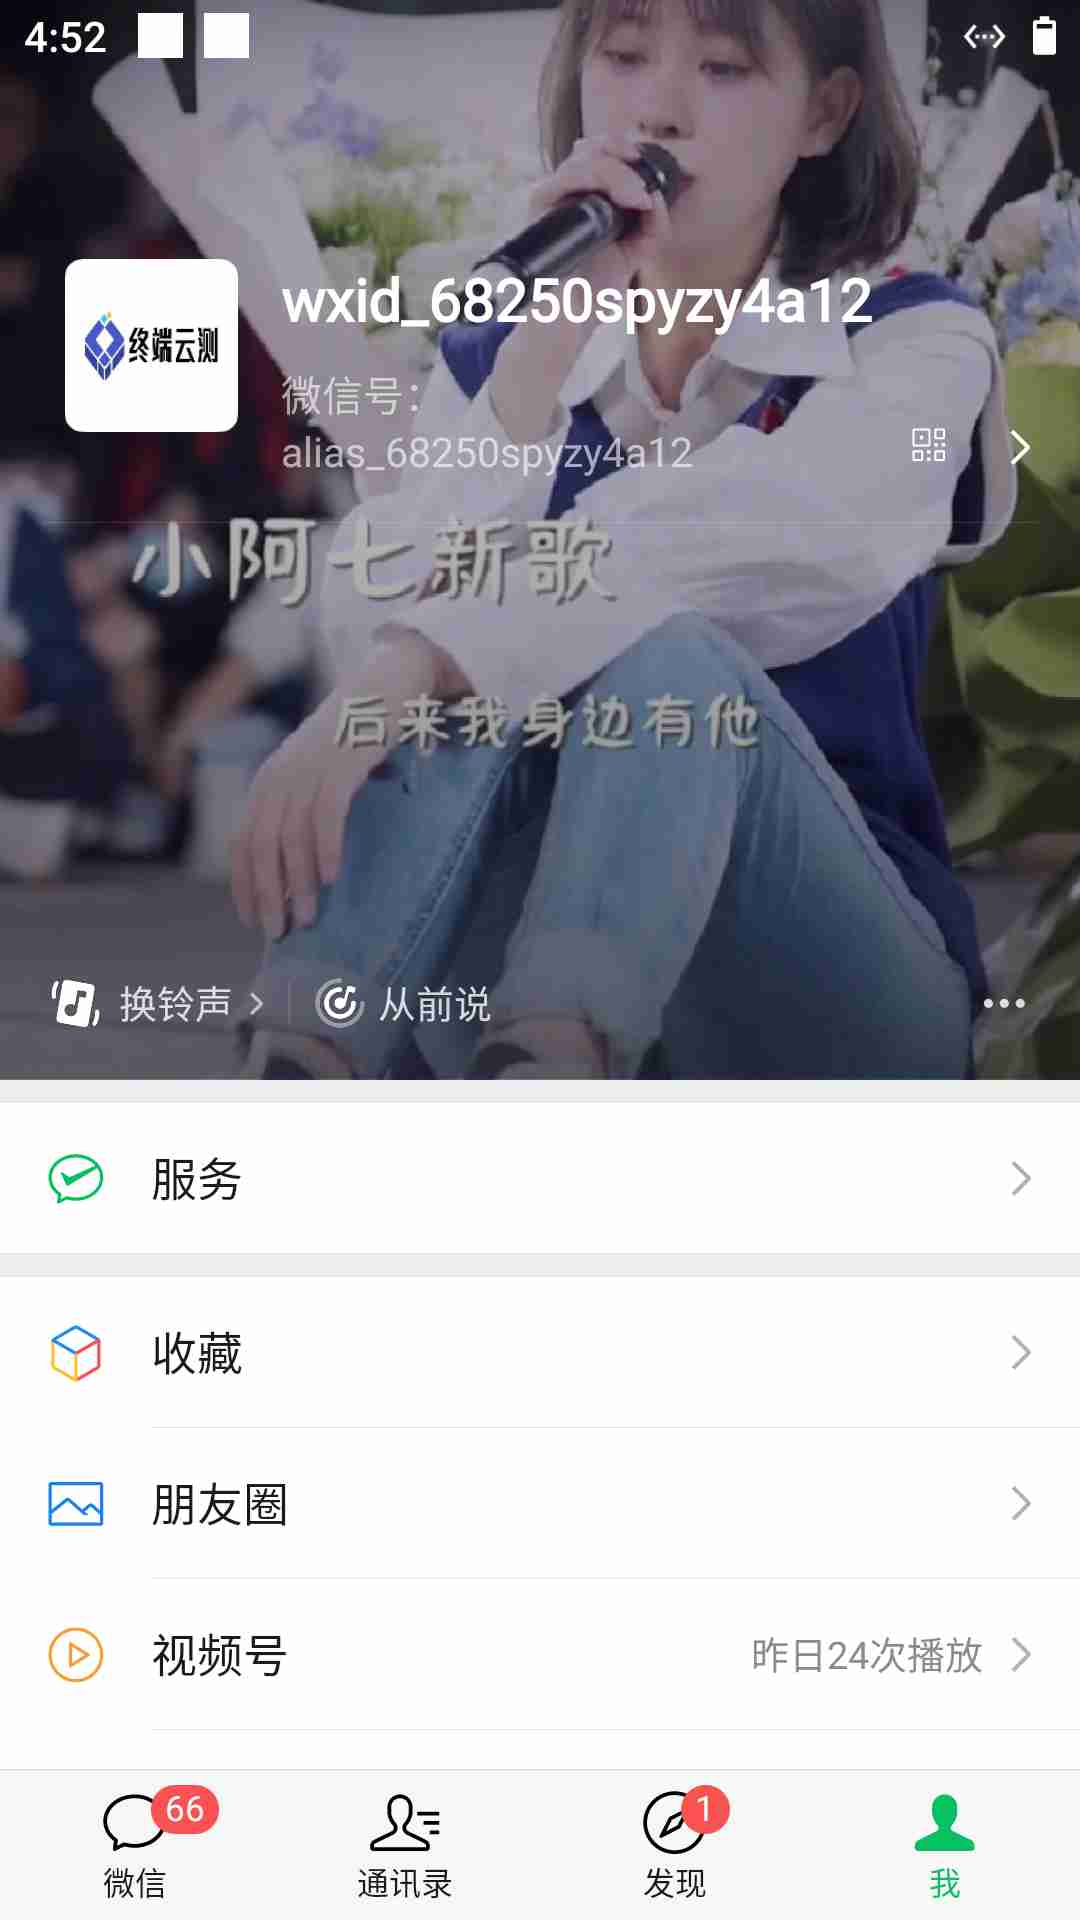 4:52
终端云测
wxid_68250spyzy4a12
微信号:
alias_68250spyzy4a12
小阿七新歌
后来我身边有他
换铃声
从前说
服务
收藏
朋友圈
视频号 昨日24次播放
66 1
微信 通讯录 发现 我